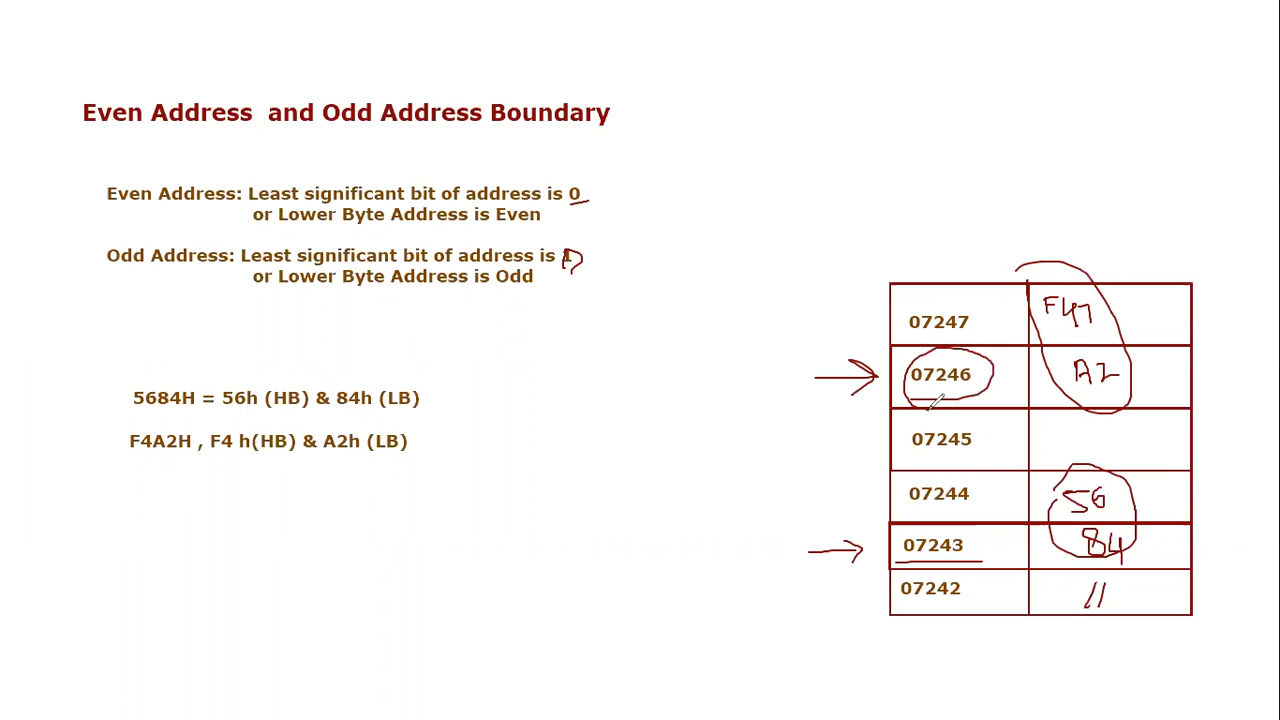 Even Address and Odd Address Boundary
Even Address: Least significant bit of address is 0
or Lower Byte Address is Even
Odd Address: Least significant bit of address is 1
or Lower Byte Address is Odd
5684H = 56h (HB) & 84h (LB)
F4A2H , F4 h(HB) & A2h (LB)
07247
07246 A2
07245
07244 56
07243 84
07242